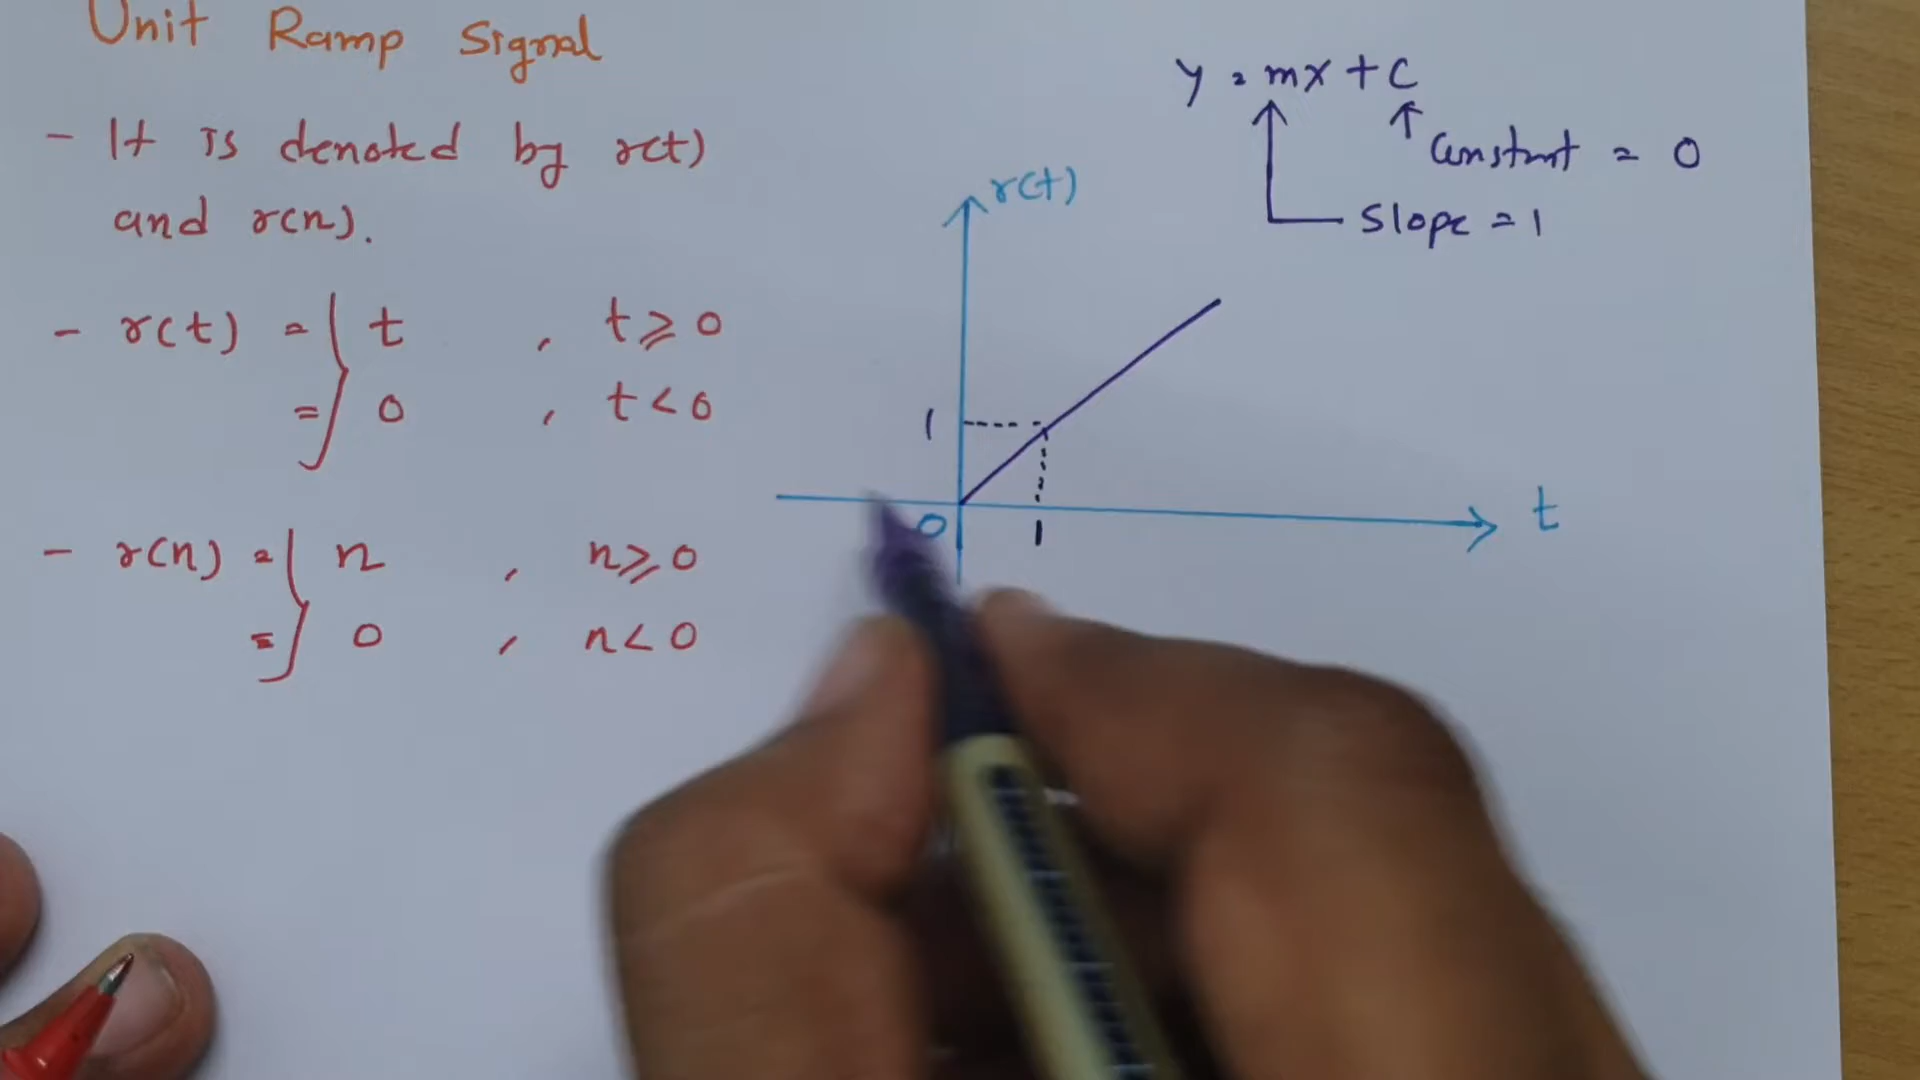 Unit Ramp Signal
- It is denoted by r(t)
and r(n).
- r(t) = { t , t ≥ 0
= 0 , t < 0
- r(n) = { n , n ≥ 0
= 0 , n < 0
y = mx + c
Constant = 0
Slope = 1
r(t)
1
0
1
t